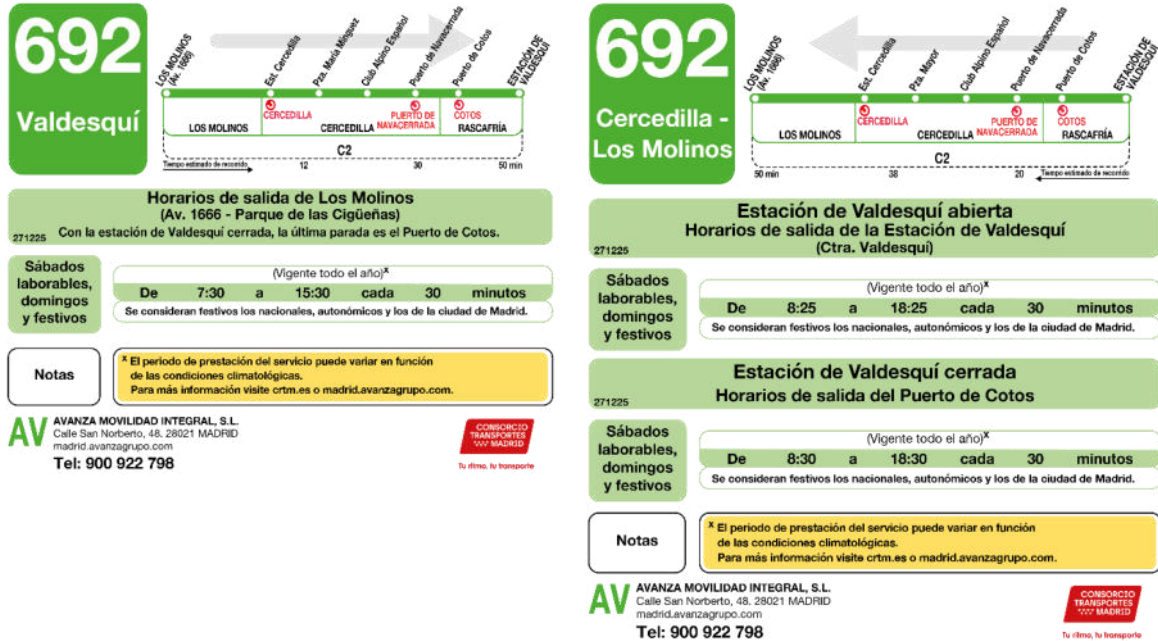 692
Valdesquí
LOS MOLINOS
(Av. 1666)
Est. Cercedilla
Pza. María Mínguez
Club Alpino Español
Puerto de Navacerrada
Puerto de Cotos
ESTACIÓN DE
VALDESQUÍ
CERCEDILLA
PUERTO DE
NAVACERRADA
COTOS
LOS MOLINOS
CERCEDILLA
RASCAFRÍA
C2
Tiempo estimado de recorrido
12
30
50 min
Horarios de salida de Los Molinos
(Av. 1666 - Parque de las Cigüeñas)
271225 Con la estación de Valdesquí cerrada, la última parada es el Puerto de Cotos.
Sábados
laborables,
domingos
y festivos
(Vigente todo el año)x
De 7:30 a 15:30 cada 30 minutos
Se consideran festivos los nacionales, autonómicos y los de la ciudad de Madrid.
Notas
x El periodo de prestación del servicio puede variar en función
de las condiciones climatológicas.
Para más información visite crtm.es o madrid.avanzagrupo.com.
AV
AVANZA MOVILIDAD INTEGRAL, S.L.
Calle San Norberto, 48. 28021 MADRID
madrid.avanzagrupo.com
Tel: 900 922 798
CONSORCIO
TRANSPORTES
MADRID
Tu ritmo, tu transporte
692
Cercedilla -
Los Molinos
LOS MOLINOS
(Av. 1666)
Est. Cercedilla
Pza. Mayor
Club Alpino Español
Puerto de Navacerrada
Puerto de Cotos
ESTACIÓN DE
VALDESQUÍ
CERCEDILLA
PUERTO DE
NAVACERRADA
COTOS
LOS MOLINOS
CERCEDILLA
RASCAFRÍA
C2
50 min
38
20
Tiempo estimado de recorrido
Estación de Valdesquí abierta
Horarios de salida de la Estación de Valdesquí
(Ctra. Valdesquí)
271225
Sábados
laborables,
domingos
y festivos
(Vigente todo el año)x
De 8:25 a 18:25 cada 30 minutos
Se consideran festivos los nacionales, autonómicos y los de la ciudad de Madrid.
Estación de Valdesquí cerrada
Horarios de salida del Puerto de Cotos
271225
Sábados
laborables,
domingos
y festivos
(Vigente todo el año)x
De 8:30 a 18:30 cada 30 minutos
Se consideran festivos los nacionales, autonómicos y los de la ciudad de Madrid.
Notas
x El periodo de prestación del servicio puede variar en función
de las condiciones climatológicas.
Para más información visite crtm.es o madrid.avanzagrupo.com.
AV
AVANZA MOVILIDAD INTEGRAL, S.L.
Calle San Norberto, 48. 28021 MADRID
madrid.avanzagrupo.com
Tel: 900 922 798
CONSORCIO
TRANSPORTES
MADRID
Tu ritmo, tu transporte